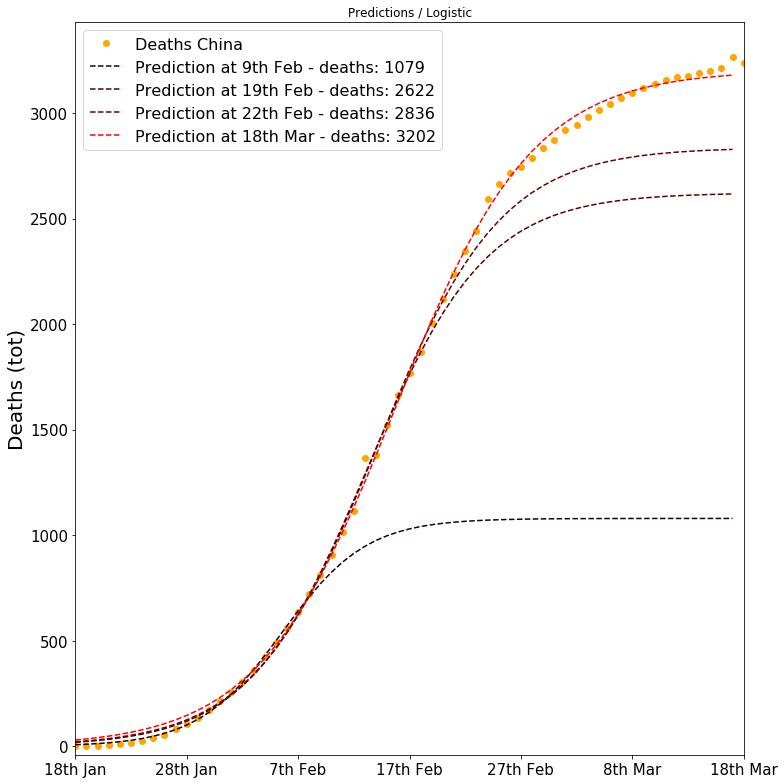 Predictions / Logistic
Deaths China
Prediction at 9th Feb - deaths: 1079
Prediction at 19th Feb - deaths: 2622
Prediction at 22th Feb - deaths: 2836
Prediction at 18th Mar - deaths: 3202
Deaths (tot)
3000
2500
2000
1500
1000
500
0
18th Jan 28th Jan 7th Feb 17th Feb 27th Feb 8th Mar 18th Mar